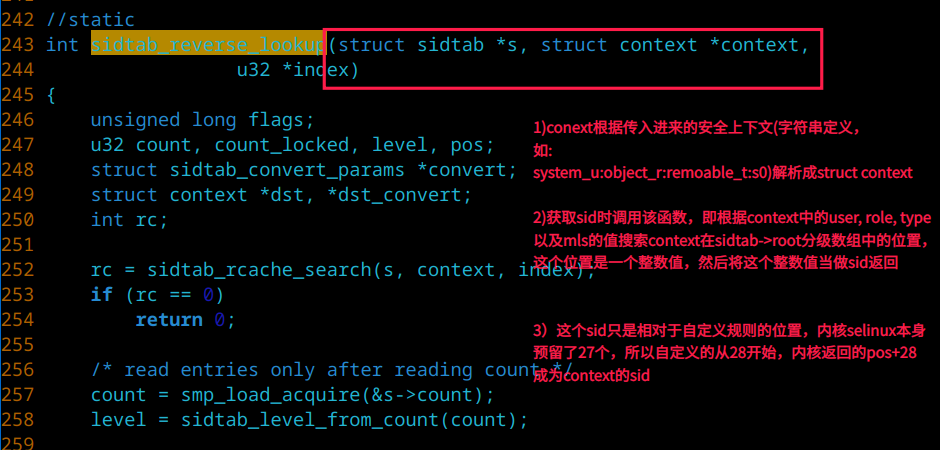 242 //static
243 int sidtab_reverse_lookup(struct sidtab *s, struct context *context,
244 u32 *index)
245 {
246 unsigned long flags;
247 u32 count, count_locked, level, pos;
248 struct sidtab_convert_params *convert;
249 struct context *dst, *dst_convert;
250 int rc;
251
252 rc = sidtab_rcache_search(s, context, index);
253 if (rc == 0)
254 return 0;
255
256 /* read entries only after reading count */
257 count = smp_load_acquire(&s->count);
258 level = sidtab_level_from_count(count);
259
1)conext根据传入进来的安全上下文(字符串定义,
如:
system_u:object_r:remoable_t:s0)解析成struct context
2)获取sid时调用该函数，即根据context中的user, role, type
以及mls的值搜索context在sidtab->root分级数组中的位置，
这个位置是一个整数值，然后将这个整数值当做sid返回
3）这个sid只是相对于自定义规则的位置，内核selinux本身
预留了27个，所以自定义的从28开始，内核返回的pos+28
成为context的sid